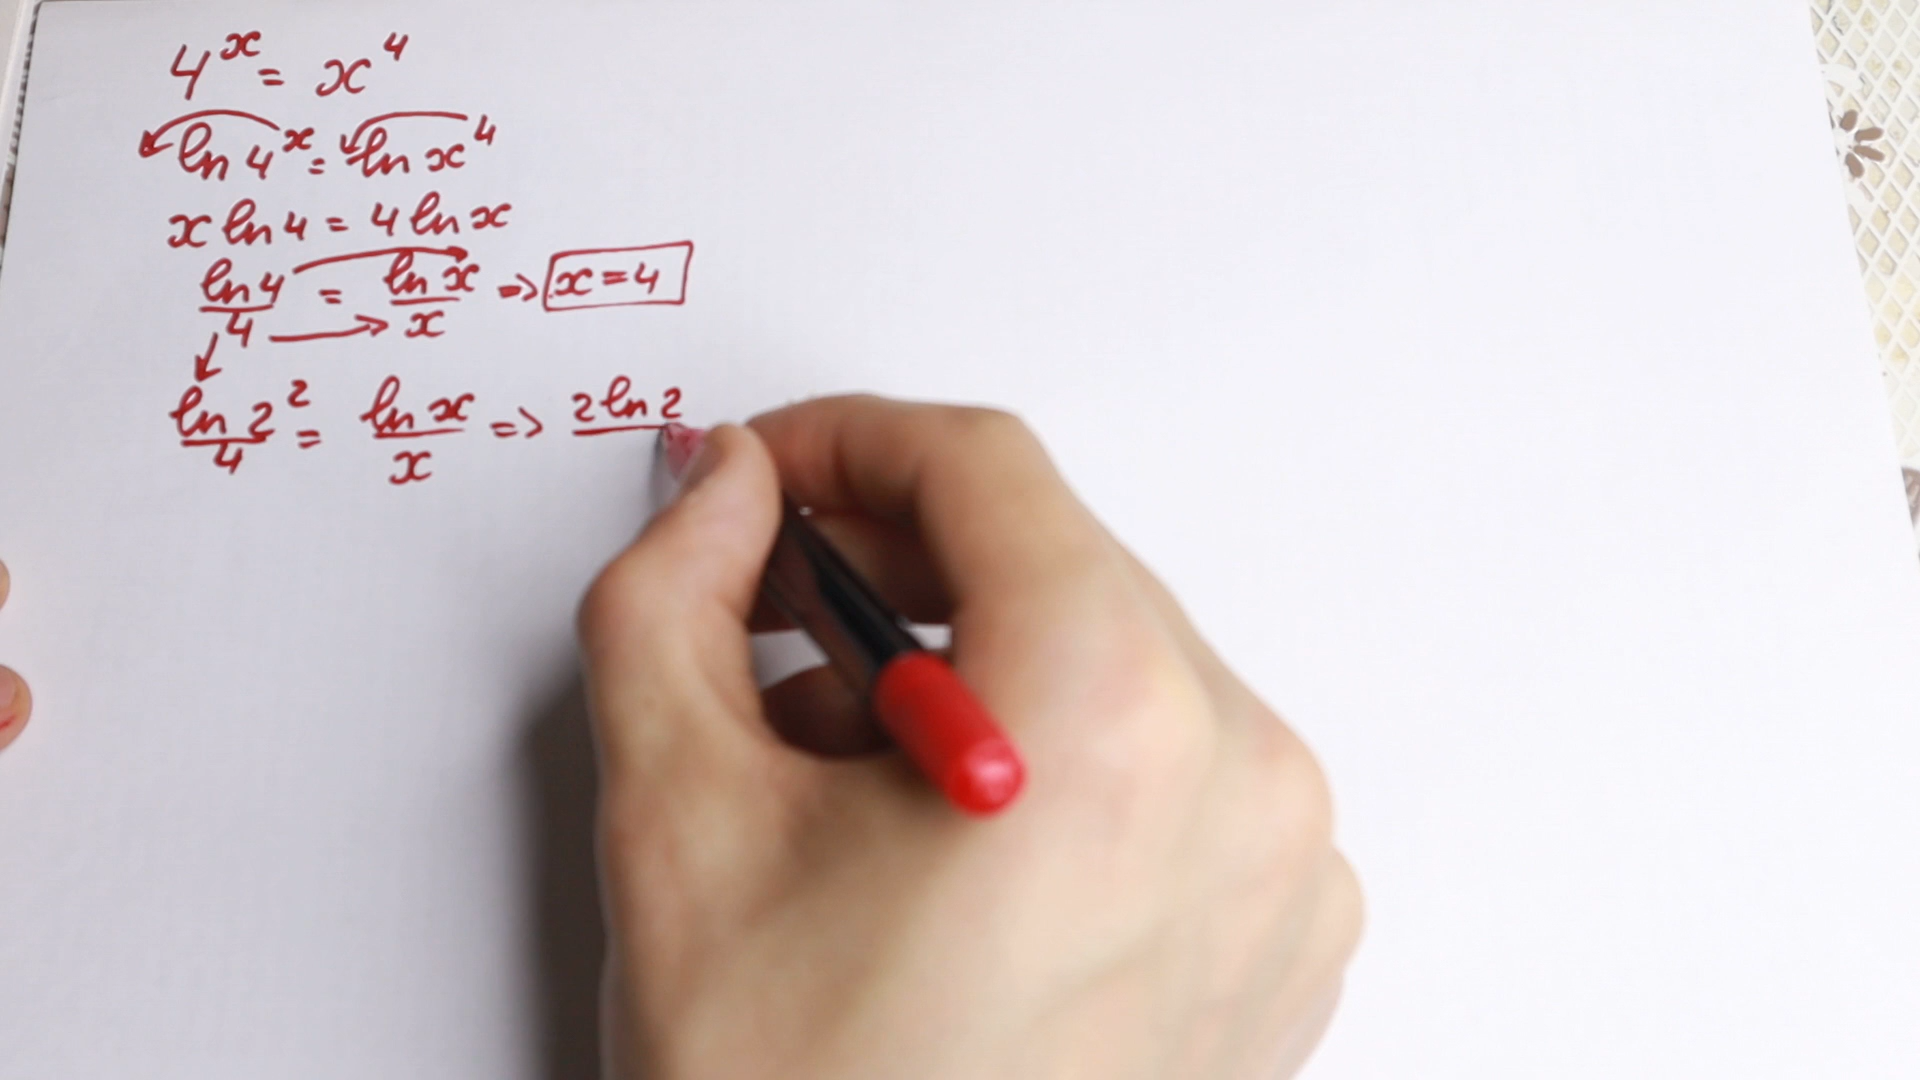 4^x = x^4
ln 4^x = ln x^4
x ln 4 = 4 ln x
ln 4/4 = ln x/x => x = 4
ln 2^2/4 = ln x/x => 2 ln 2